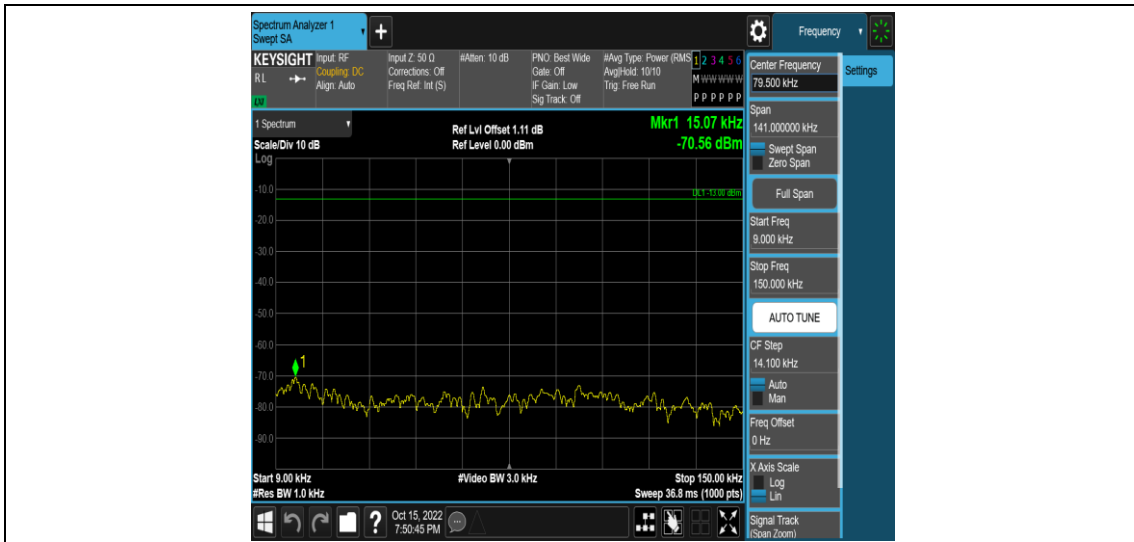 Spectrum Analyzer 1
Swept SA
Frequency
KEYSIGHT
RL
LM
Input: RF
Coupling: DC
Align: Auto
Input Z: 50 Ω
Corrections: Off
Freq Ref: Int (S)
#Atten: 10 dB
PNO: Best Wide
Gate: Off
IF Gain: Low
Sig Track: Off
#Avg Type: Power (RMS
Avg|Hold: 10/10
Trig: Free Run
1 2 3 4 5 6
M W W W W W
P P P P P P
1 Spectrum
Scale/Div 10 dB
Log
Ref Lvl Offset 1.11 dB
Ref Level 0.00 dBm
Mkr1 15.07 kHz
-70.56 dBm
DL1 -13.00 dBm
-10.0
-20.0
-30.0
-40.0
-50.0
-60.0
-70.0
-80.0
-90.0
1
Start 9.00 kHz
#Res BW 1.0 kHz
#Video BW 3.0 kHz
Stop 150.00 kHz
Sweep 36.8 ms (1000 pts)
Oct 15, 2022
7:50:45 PM
Center Frequency
79.500 kHz
Settings
Span
141.000000 kHz
Swept Span
Zero Span
Full Span
Start Freq
9.000 kHz
Stop Freq
150.000 kHz
AUTO TUNE
CF Step
14.100 kHz
Auto
Man
Freq Offset
0 Hz
X Axis Scale
Log
Lin
Signal Track
(Span Zoom)